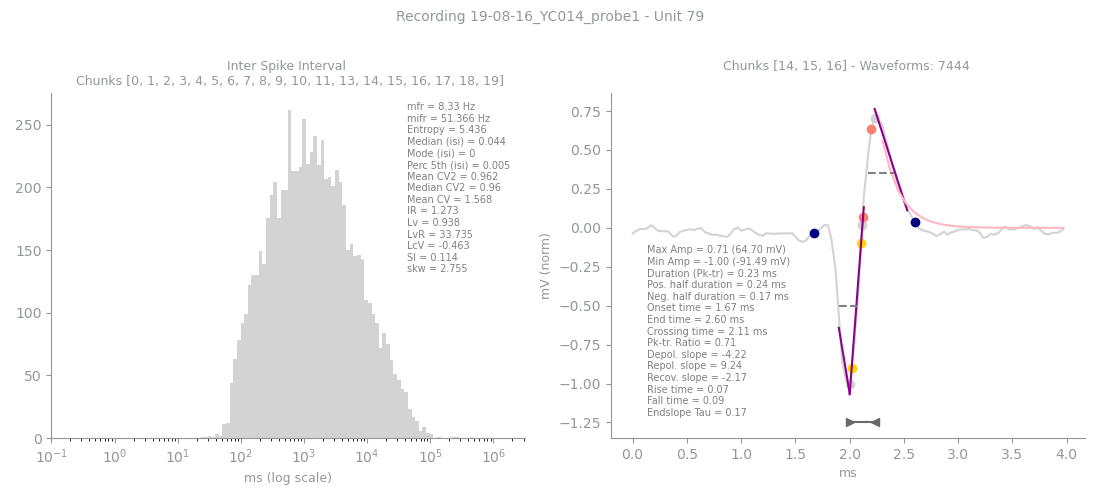 Recording 19-08-16_YC014_probe1 - Unit 79
Inter Spike Interval
Chunks [0, 1, 2, 3, 4, 5, 6, 7, 8, 9, 10, 11, 13, 14, 15, 16, 17, 18, 19]
mfr = 8.33 Hz
mifr = 51.366 Hz
Entropy = 5.436
Median (isi) = 0.044
Mode (isi) = 0
Perc 5th (isi) = 0.005
Mean CV2 = 0.962
Median CV2 = 0.96
Mean CV = 1.568
IR = 1.273
Lv = 0.938
LvR = 33.735
LcV = -0.463
SI = 0.114
skw = 2.755
250
200
150
100
50
0
10⁻¹ 10⁰ 10¹ 10² 10³ 10⁴ 10⁵ 10⁶
ms (log scale)
Chunks [14, 15, 16] - Waveforms: 7444
mV (norm)
0.75
0.50
0.25
0.00
−0.25
−0.50
−0.75
−1.00
−1.25
Max Amp = 0.71 (64.70 mV)
Min Amp = -1.00 (-91.49 mV)
Duration (Pk-tr) = 0.23 ms
Pos. half duration = 0.24 ms
Neg. half duration = 0.17 ms
Onset time = 1.67 ms
End time = 2.60 ms
Crossing time = 2.11 ms
Pk-tr. Ratio = 0.71
Depol. slope = -4.22
Repol. slope = 9.24
Recov. slope = -2.17
Rise time = 0.07
Fall time = 0.09
Endslope Tau = 0.17
0.0 0.5 1.0 1.5 2.0 2.5 3.0 3.5 4.0
ms